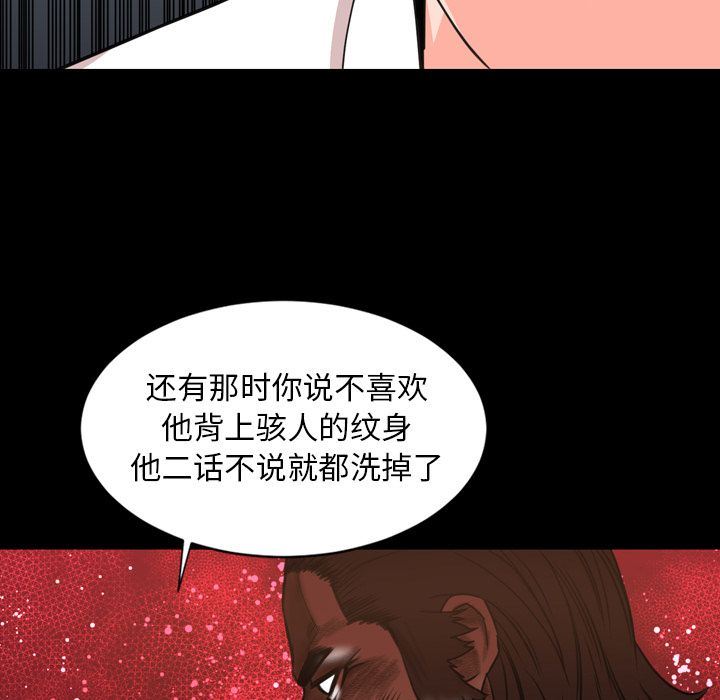 还有那时你说不喜欢
他背上骇人的纹身
他二话不说就都洗掉了